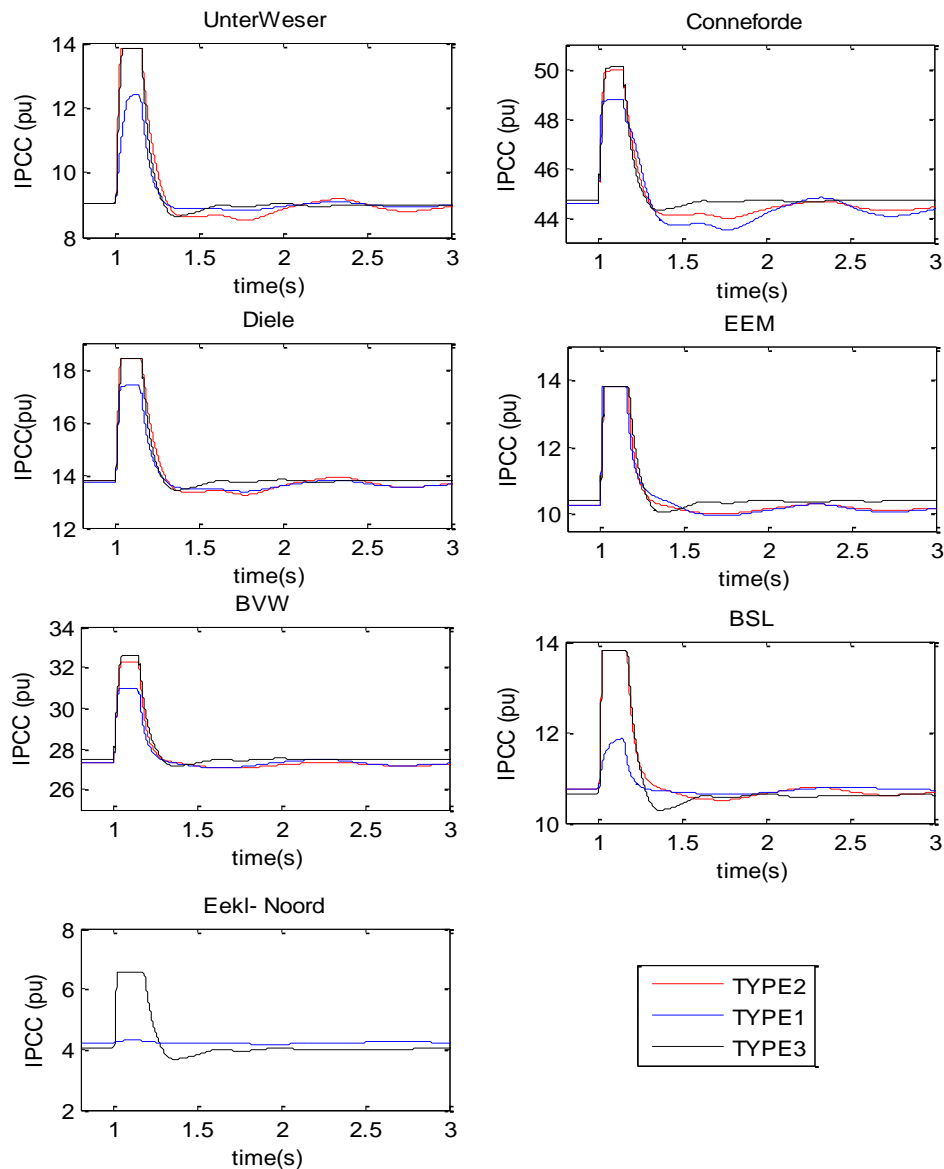 UnterWeser
14
12
10
8
IPCC (pu)
1 1.5 2 2.5 3
time(s)
Conneforde
50
48
46
44
IPCC (pu)
1 1.5 2 2.5 3
time(s)
Diele
18
16
14
12
IPCC(pu)
1 1.5 2 2.5 3
time(s)
EEM
14
12
10
IPCC (pu)
1 1.5 2 2.5 3
time(s)
BVW
34
32
30
28
26
IPCC (pu)
1 1.5 2 2.5 3
time(s)
BSL
14
12
10
IPCC (pu)
1 1.5 2 2.5 3
time(s)
Eekl- Noord
8
6
4
2
IPCC (pu)
1 1.5 2 2.5 3
time(s)
TYPE2
TYPE1
TYPE3